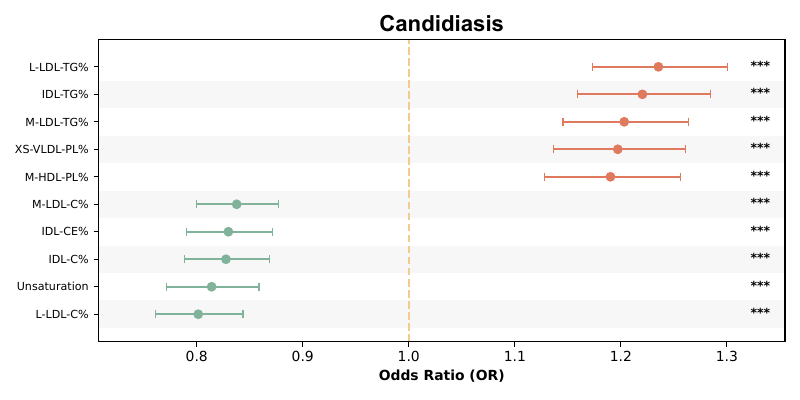 Candidiasis
L-LDL-TG% ***
IDL-TG% ***
M-LDL-TG% ***
XS-VLDL-PL% ***
M-HDL-PL% ***
M-LDL-C% ***
IDL-CE% ***
IDL-C% ***
Unsaturation ***
L-LDL-C% ***
0.8 0.9 1.0 1.1 1.2 1.3
Odds Ratio (OR)